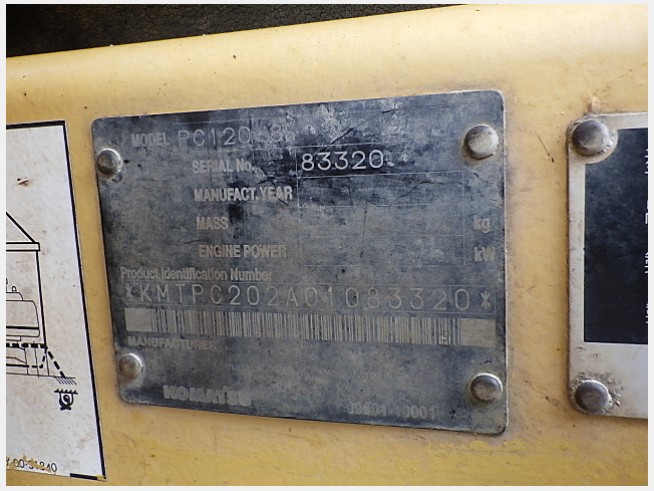 MODEL PC120-8
SERIAL No. 83320
MANUFACT.YEAR
MASS kg
ENGINE POWER kW
Product Identification Number
*KMTPC202A01083320*
MANUFACTURER
KOMATSU